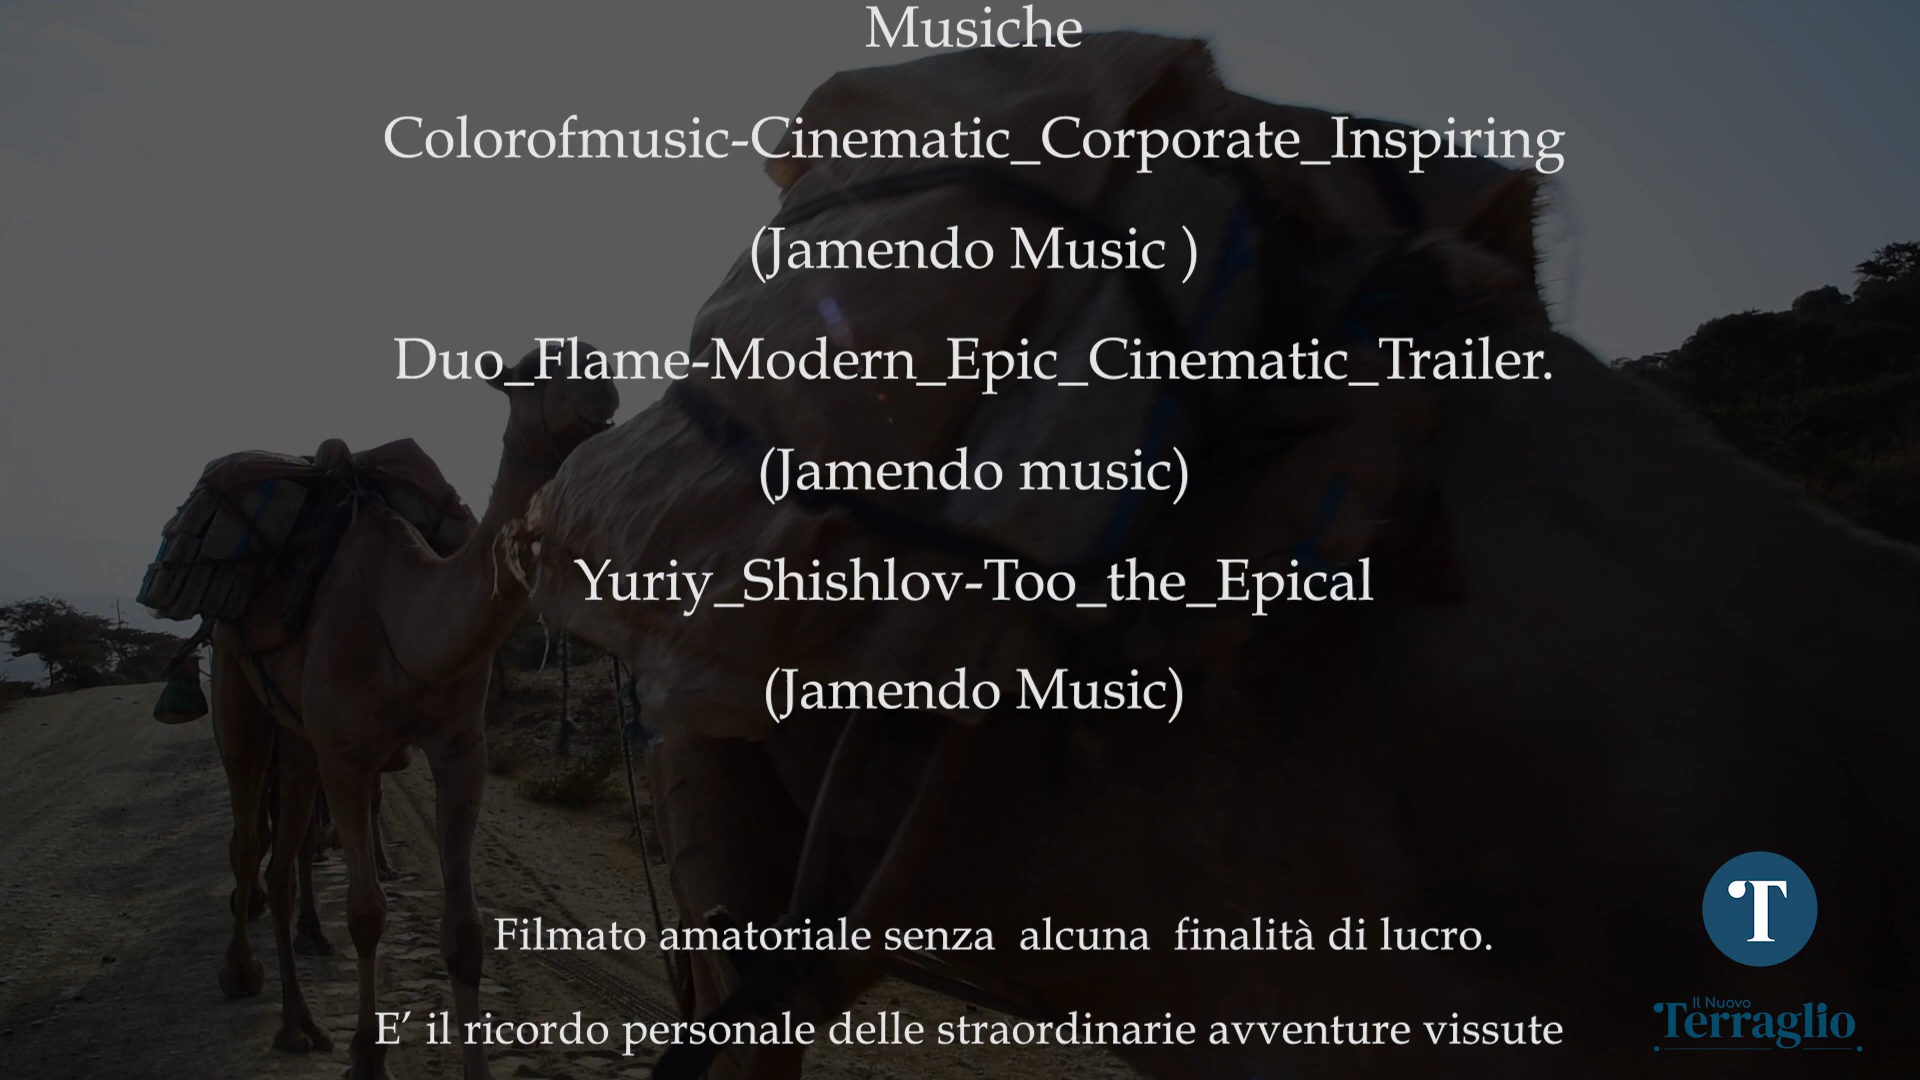 Musiche
Colorofmusic-Cinematic_Corporate_Inspiring
(Jamendo Music )
Duo_Flame-Modern_Epic_Cinematic_Trailer.
(Jamendo music)
Yuriy_Shishlov-Too_the_Epical
(Jamendo Music)
Filmato amatoriale senza  alcuna  finalità di lucro.
E’ il ricordo personale delle straordinarie avventure vissute
T
Il Nuovo
Terraglio